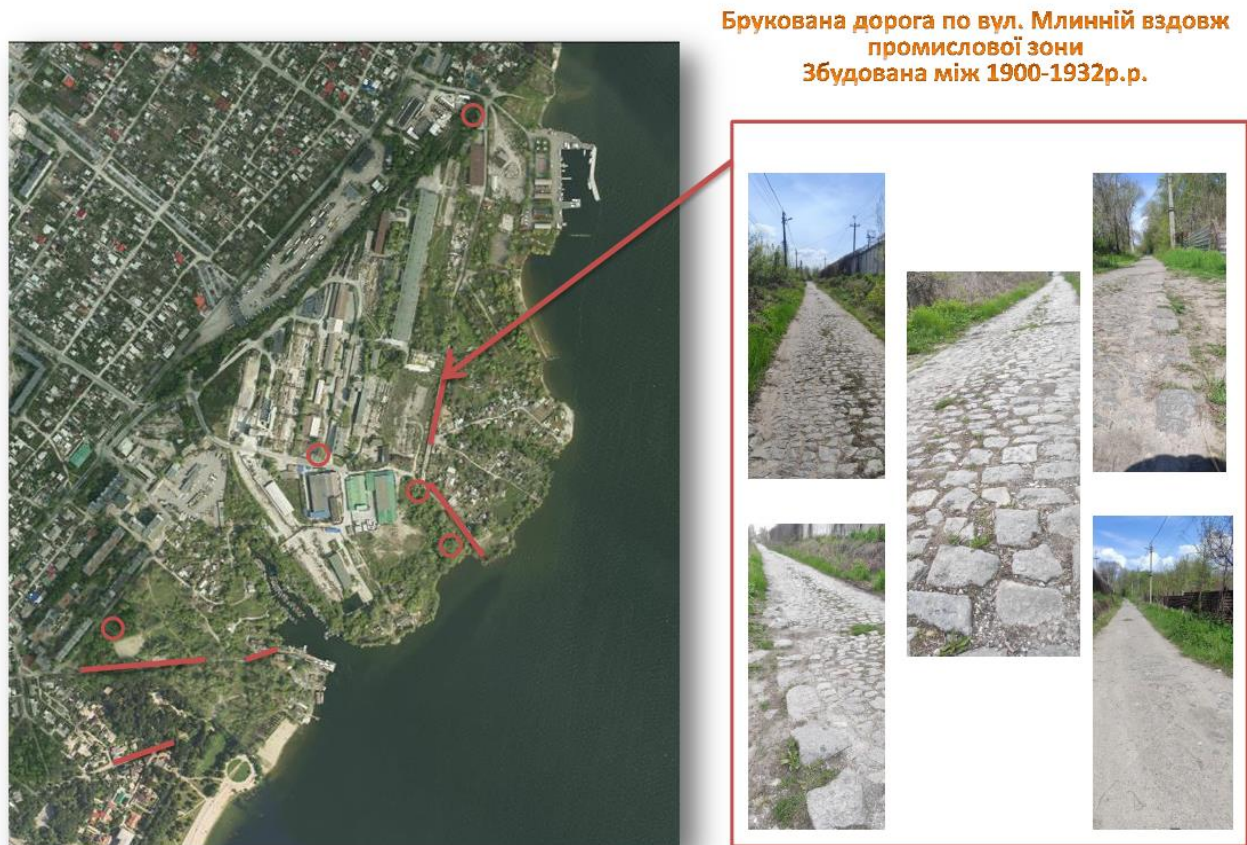 Брукована дорога по вул. Млинній вздовж
промислової зони
Збудована між 1900-1932р.р.